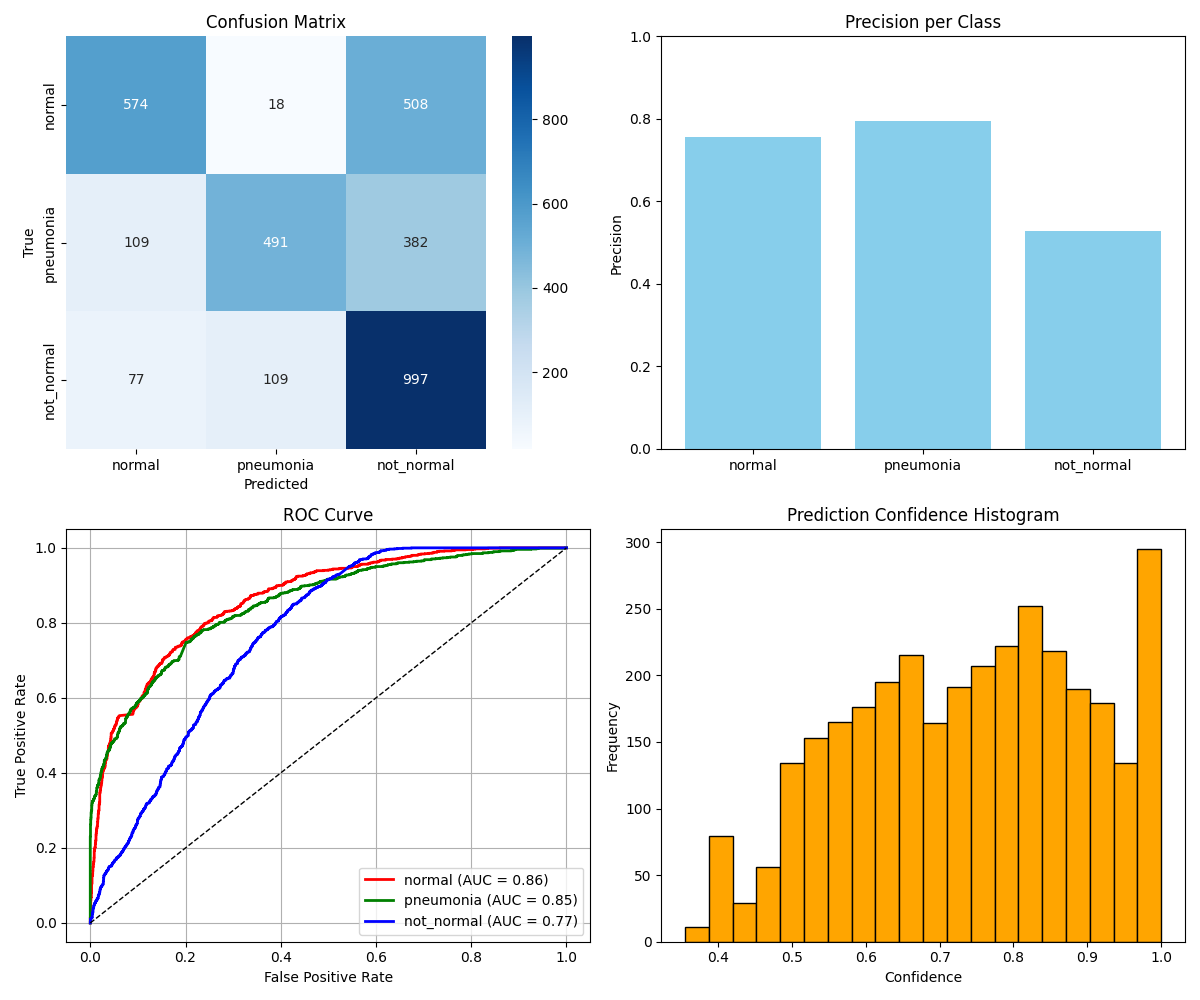 Confusion Matrix
normal
pneumonia
not_normal
True
574 18 508
109 491 382
77 109 997
normal pneumonia not_normal
Predicted
800
600
400
200
Precision per Class
Precision
1.0
0.8
0.6
0.4
0.2
0.0
normal pneumonia not_normal
ROC Curve
True Positive Rate
1.0
0.8
0.6
0.4
0.2
0.0
normal (AUC = 0.86)
pneumonia (AUC = 0.85)
not_normal (AUC = 0.77)
0.0 0.2 0.4 0.6 0.8 1.0
False Positive Rate
Prediction Confidence Histogram
Frequency
300
250
200
150
100
50
0
0.4 0.5 0.6 0.7 0.8 0.9 1.0
Confidence